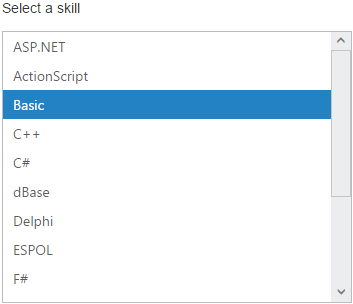 Select a skill
ASP.NET
ActionScript
Basic
C++
C#
dBase
Delphi
ESPOL
F#